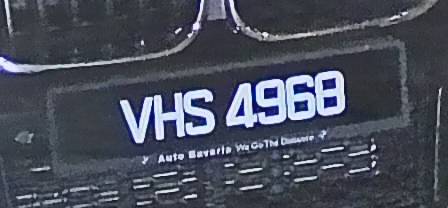 VHS 4968
Auto Bavaria We Go The Distance